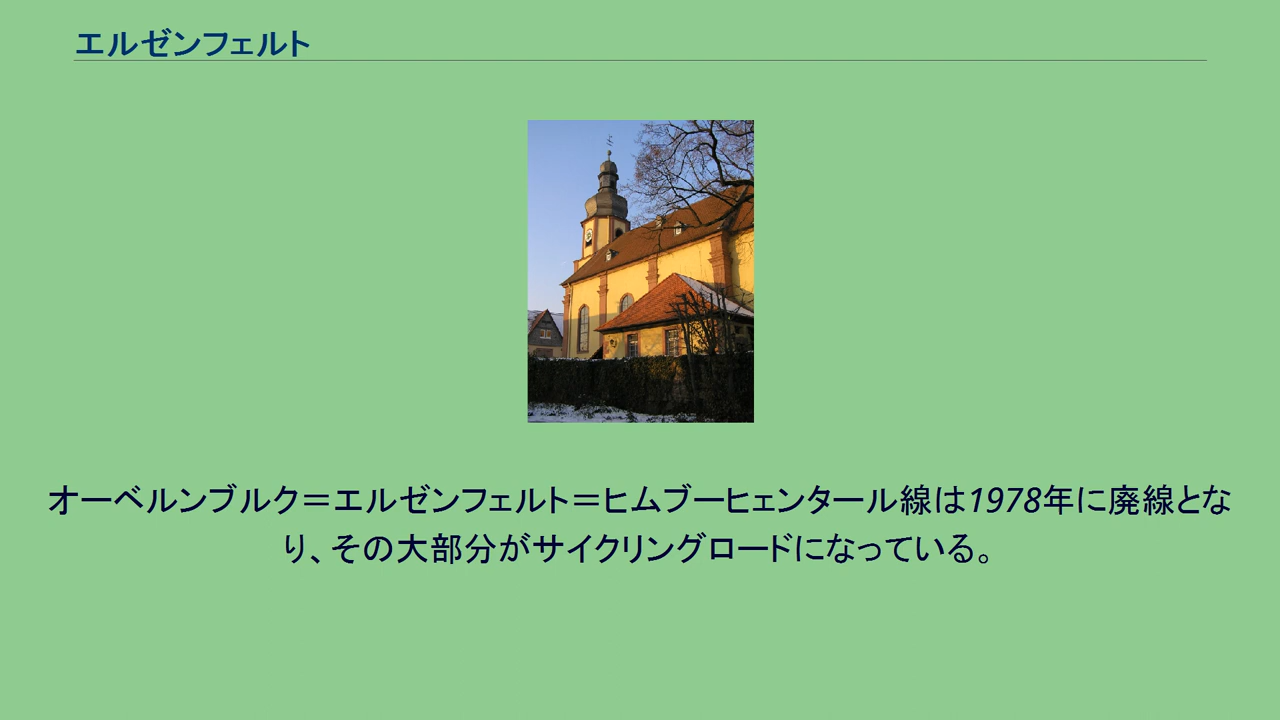 エルゼンフェルト
オーベルンブルク＝エルゼンフェルト＝ヒムブーヒェンタール線は1978年に廃線とな
り、その大部分がサイクリングロードになっている。